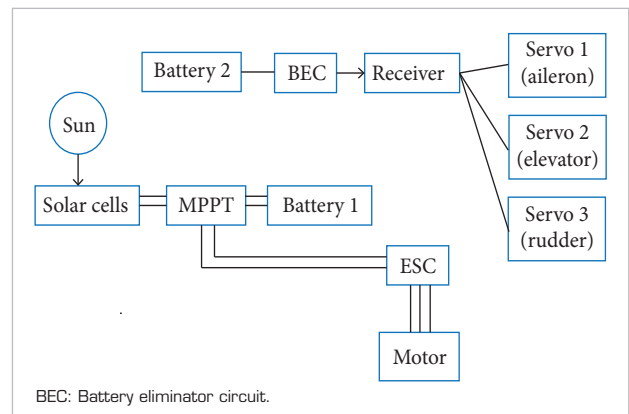 Battery 2
BEC
Receiver
Servo 1
(aileron)
Sun
Servo 2
(elevator)
Solar cells
MPPT
Battery 1
Servo 3
(rudder)
ESC
Motor
BEC: Battery eliminator circuit.